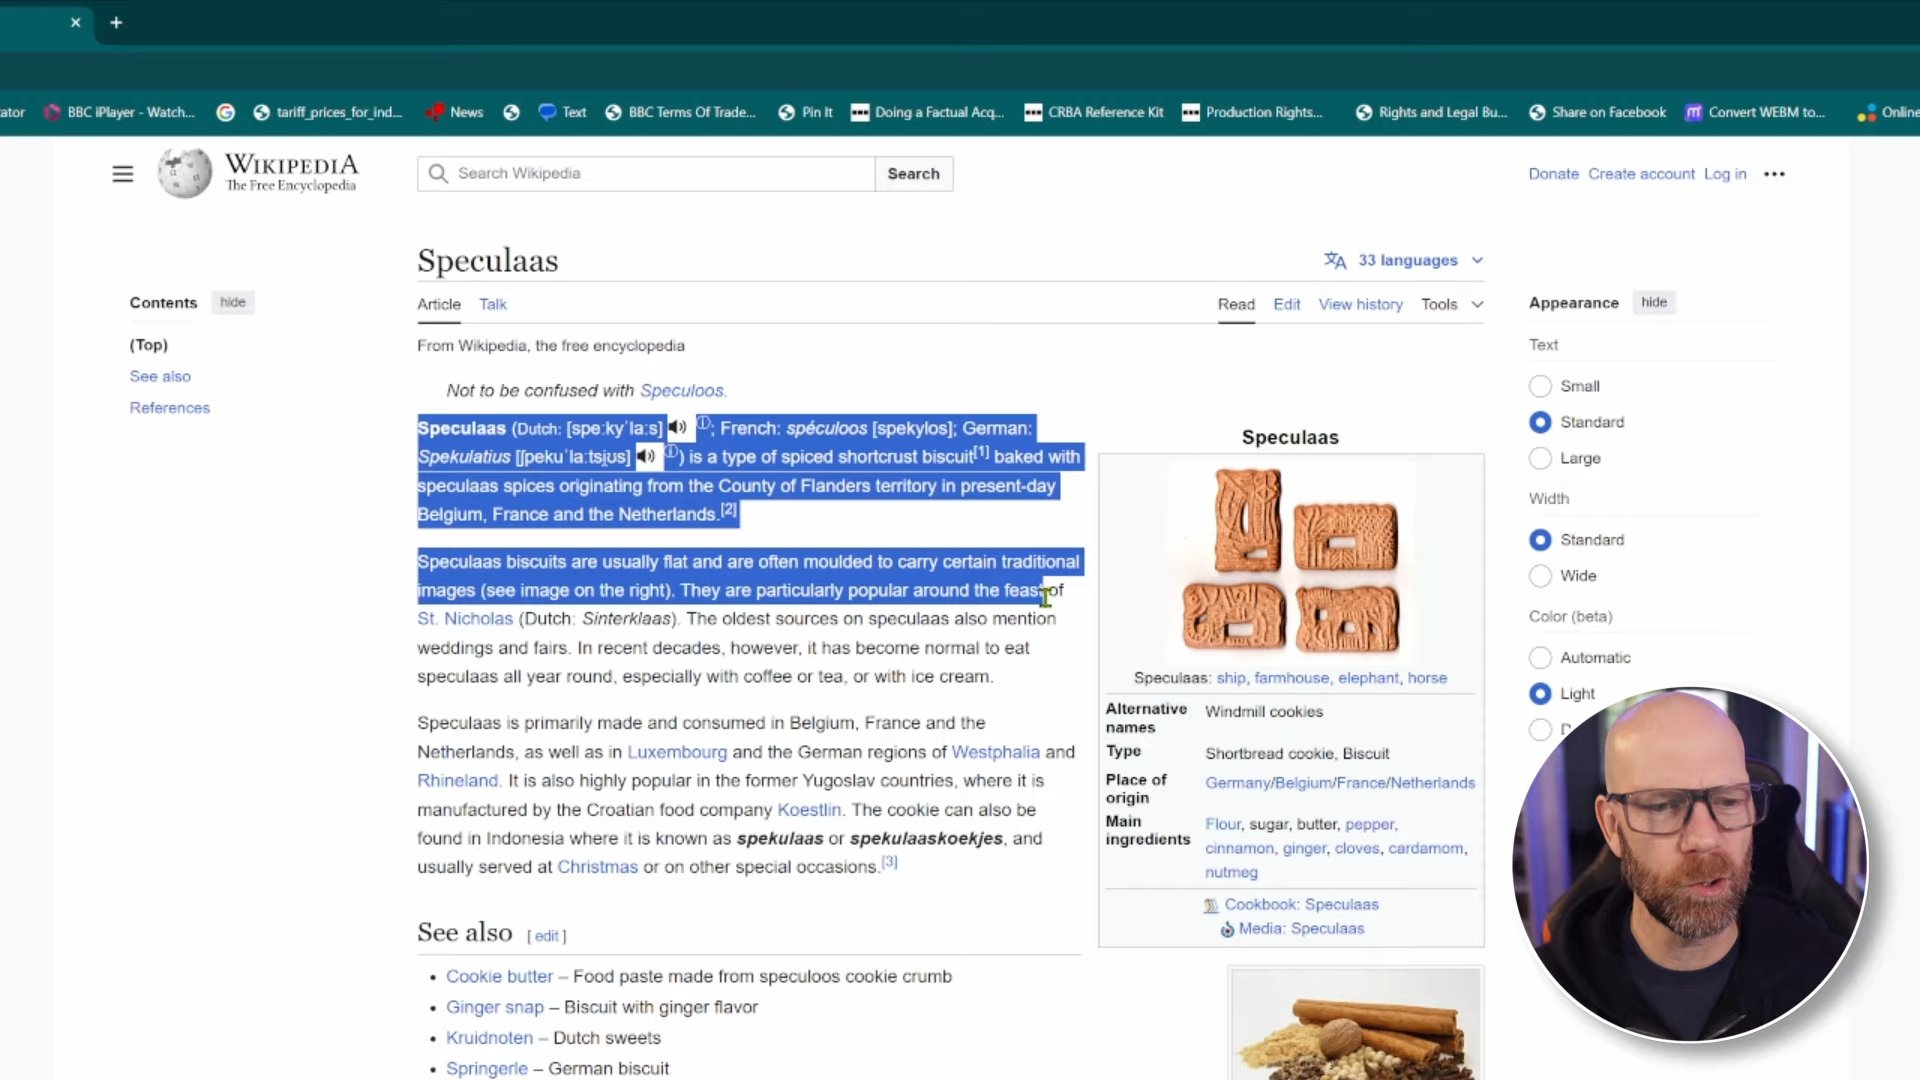 ator
BBC iPlayer - Watch...
tariff_prices_for_ind...
News
Text
BBC Terms Of Trade...
Pin It
Doing a Factual Acq...
CRBA Reference Kit
Production Rights...
Rights and Legal Bu...
Share on Facebook
Convert WEBM to...
Online
WIKIPEDIA
The Free Encyclopedia
Search Wikipedia
Search
Donate Create account Log in
Speculaas
33 languages
Contents hide
(Top)
See also
References
Article Talk
Read Edit View history Tools
From Wikipedia, the free encyclopedia
Not to be confused with Speculoos.
Speculaas (Dutch: [speːkyˈlaːs] ⓘ; French: spéculoos [spekylos]; German:
Spekulatius [ʃpekuˈlaːtsi̯ʊs] ⓘ) is a type of spiced shortcrust biscuit[1] baked with
speculaas spices originating from the County of Flanders territory in present-day
Belgium, France and the Netherlands.[2]
Speculaas biscuits are usually flat and are often moulded to carry certain traditional
images (see image on the right). They are particularly popular around the feast of
St. Nicholas (Dutch: Sinterklaas). The oldest sources on speculaas also mention
weddings and fairs. In recent decades, however, it has become normal to eat
speculaas all year round, especially with coffee or tea, or with ice cream.
Speculaas is primarily made and consumed in Belgium, France and the
Netherlands, as well as in Luxembourg and the German regions of Westphalia and
Rhineland. It is also highly popular in the former Yugoslav countries, where it is
manufactured by the Croatian food company Koestlin. The cookie can also be
found in Indonesia where it is known as spekulaas or spekulaaskoekjes, and
usually served at Christmas or on other special occasions.[3]
See also [ edit ]
• Cookie butter – Food paste made from speculoos cookie crumb
• Ginger snap – Biscuit with ginger flavor
• Kruidnoten – Dutch sweets
• Springerle – German biscuit
Speculaas
Speculaas: ship, farmhouse, elephant, horse
Alternative names Windmill cookies
Type Shortbread cookie, Biscuit
Place of origin Germany/Belgium/France/Netherlands
Main ingredients Flour, sugar, butter, pepper,
cinnamon, ginger, cloves, cardamom,
nutmeg
Cookbook: Speculaas
Media: Speculaas
Appearance hide
Text
Small
Standard
Large
Width
Standard
Wide
Color (beta)
Automatic
Light